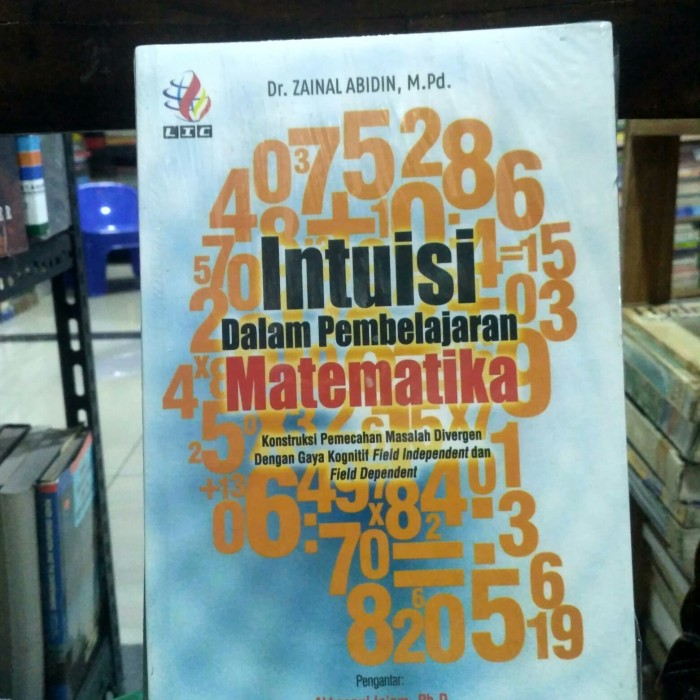 Dr. ZAINAL ABIDIN, M.Pd.
LIC
Intuisi
Dalam Pembelajaran
Matematika
Konstruksi Pemecahan Masalah Divergen
Dengan Gaya Kognitif Field Independent dan
Field Dependent
Pengantar: